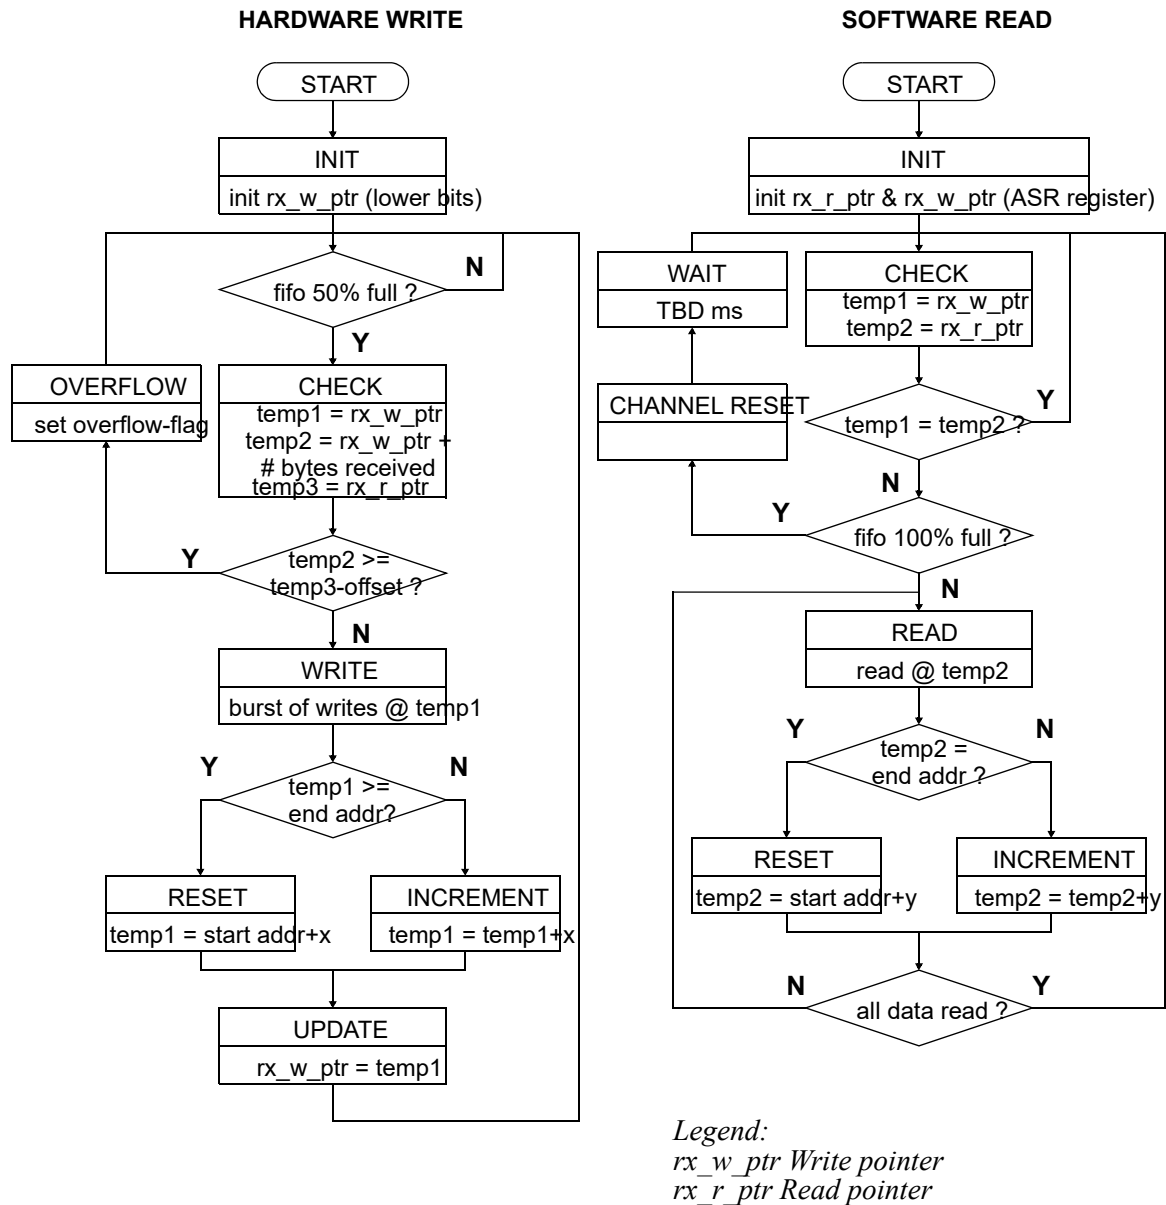 HARDWARE WRITE
START
INIT
init rx_w_ptr (lower bits)
N
fifo 50% full ?
Y
OVERFLOW
set overflow-flag
CHECK
temp1 = rx_w_ptr
temp2 = rx_w_ptr +
# bytes received
temp3 = rx_r_ptr
Y
temp2 >=
temp3-offset ?
N
WRITE
burst of writes @ temp1
Y
N
temp1 >=
end addr?
RESET
temp1 = start addr+x
INCREMENT
temp1 = temp1+x
UPDATE
rx_w_ptr = temp1
SOFTWARE READ
START
INIT
init rx_r_ptr & rx_w_ptr (ASR register)
WAIT
TBD ms
CHECK
temp1 = rx_w_ptr
temp2 = rx_r_ptr
CHANNEL RESET
Y
temp1 = temp2 ?
N
Y
fifo 100% full ?
N
READ
read @ temp2
Y
N
temp2 =
end addr ?
RESET
temp2 = start addr+y
INCREMENT
temp2 = temp2+y
N
Y
all data read ?
Legend:
rx_w_ptr Write pointer
rx_r_ptr Read pointer